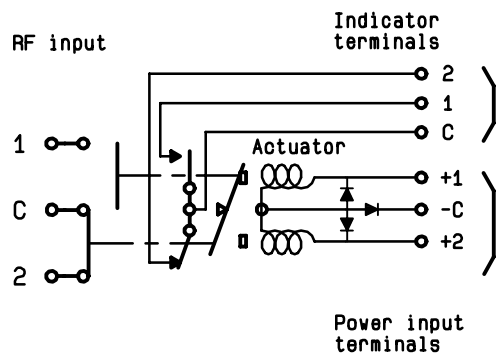 Indicator
terminals
RF input
2
1
C
Actuator
1
C
2
+1
-C
+2
Power input
terminals